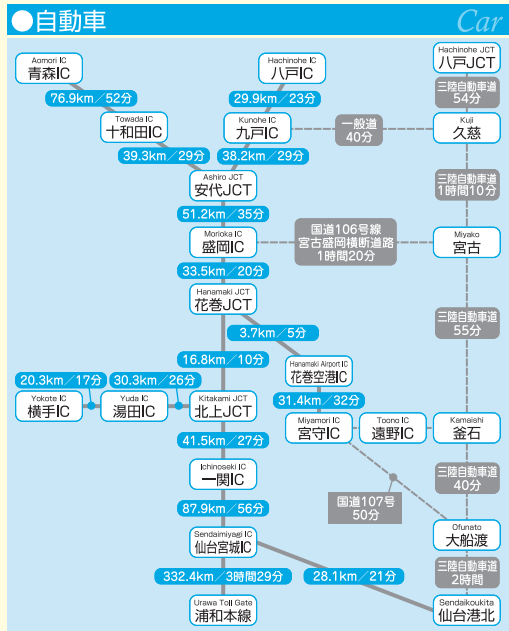 ●自動車
Car
Aomori IC
青森IC
Hachinohe IC
八戸IC
Hachinohe JCT
八戸JCT
76.9km／52分
29.9km／23分
三陸自動車道
54分
Towada IC
十和田IC
Kunohe IC
九戸IC
一般道
40分
Kuji
久慈
39.3km／29分
38.2km／29分
Ashiro JCT
安代JCT
三陸自動車道
1時間10分
51.2km／35分
Morioka IC
盛岡IC
国道106号線
宮古盛岡横断道路
1時間20分
Miyako
宮古
33.5km／20分
Hanamaki JCT
花巻JCT
3.7km／5分
三陸自動車道
55分
16.8km／10分
Hanamaki Airport IC
花巻空港IC
20.3km／17分
30.3km／26分
31.4km／32分
Yokote IC
横手IC
Yuda IC
湯田IC
Kitakami JCT
北上JCT
Miyamori IC
宮守IC
Toono IC
遠野IC
Kamaishi
釜石
41.5km／27分
Ichinoseki IC
一関IC
三陸自動車道
40分
87.9km／56分
国道107号
50分
Sendaimiyagi IC
仙台宮城IC
Ofunato
大船渡
332.4km／3時間29分
28.1km／21分
三陸自動車道
2時間
Urawa Toll Gate
浦和本線
Sendaikoukita
仙台港北